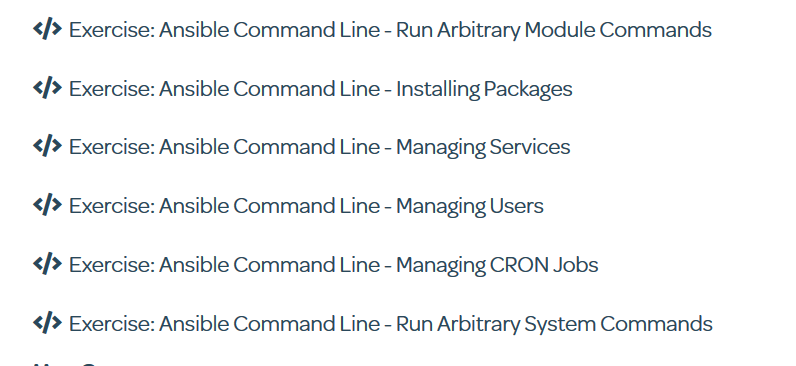 </> Exercise: Ansible Command Line - Run Arbitrary Module Commands
</> Exercise: Ansible Command Line - Installing Packages
</> Exercise: Ansible Command Line - Managing Services
</> Exercise: Ansible Command Line - Managing Users
</> Exercise: Ansible Command Line - Managing CRON Jobs
</> Exercise: Ansible Command Line - Run Arbitrary System Commands